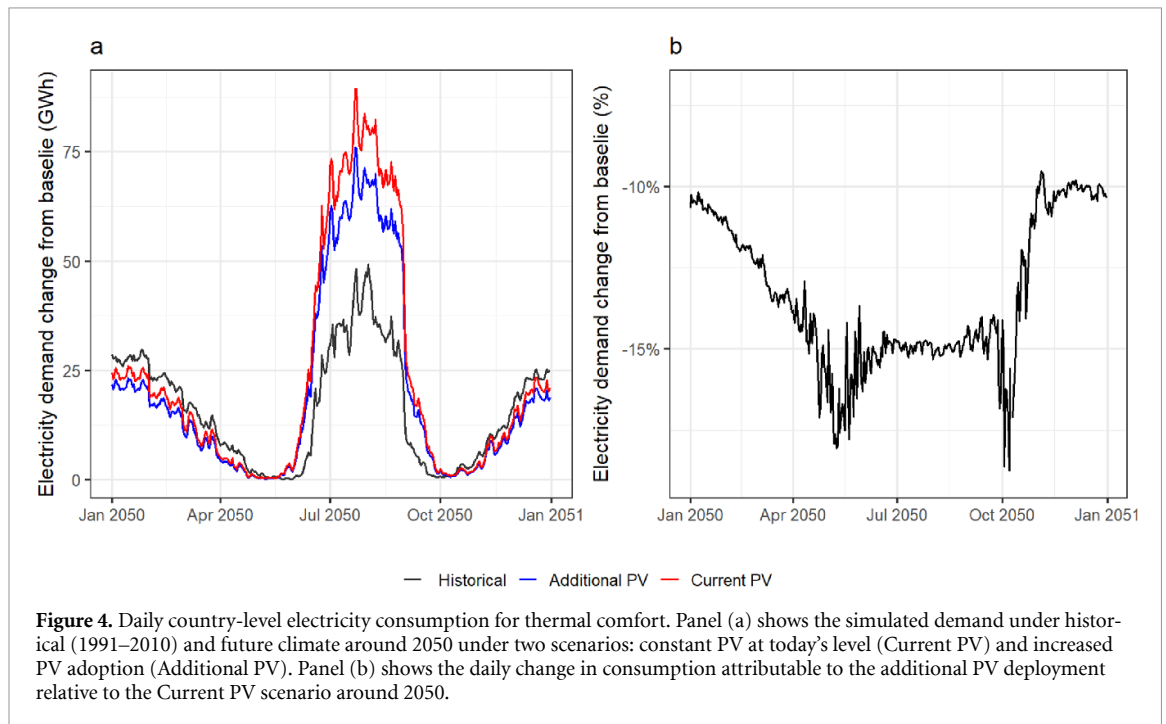 a
Electricity demand change from baselie (GWh)
75
50
25
0
Jan 2050 Apr 2050 Jul 2050 Oct 2050 Jan 2051
b
Electricity demand change from baselie (%)
-10%
-15%
Jan 2050 Apr 2050 Jul 2050 Oct 2050 Jan 2051
Historical Additional PV Current PV
Figure 4. Daily country-level electricity consumption for thermal comfort. Panel (a) shows the simulated demand under histor-
ical (1991–2010) and future climate around 2050 under two scenarios: constant PV at today's level (Current PV) and increased
PV adoption (Additional PV). Panel (b) shows the daily change in consumption attributable to the additional PV deployment
relative to the Current PV scenario around 2050.